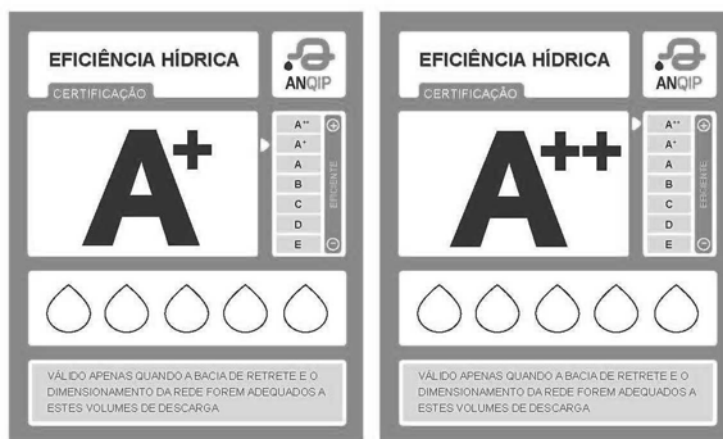 EFICIÊNCIA HÍDRICA
CERTIFICAÇÃO
ANQIP
A+
A++
A+
A
B
C
D
E
EFICIENTE
VÁLIDO APENAS QUANDO A BACIA DE RETRETE E O
DIMENSIONAMENTO DA REDE FOREM ADEQUADOS A
ESTES VOLUMES DE DESCARGA
EFICIÊNCIA HÍDRICA
CERTIFICAÇÃO
ANQIP
A++
A++
A+
A
B
C
D
E
EFICIENTE
VÁLIDO APENAS QUANDO A BACIA DE RETRETE E O
DIMENSIONAMENTO DA REDE FOREM ADEQUADOS A
ESTES VOLUMES DE DESCARGA